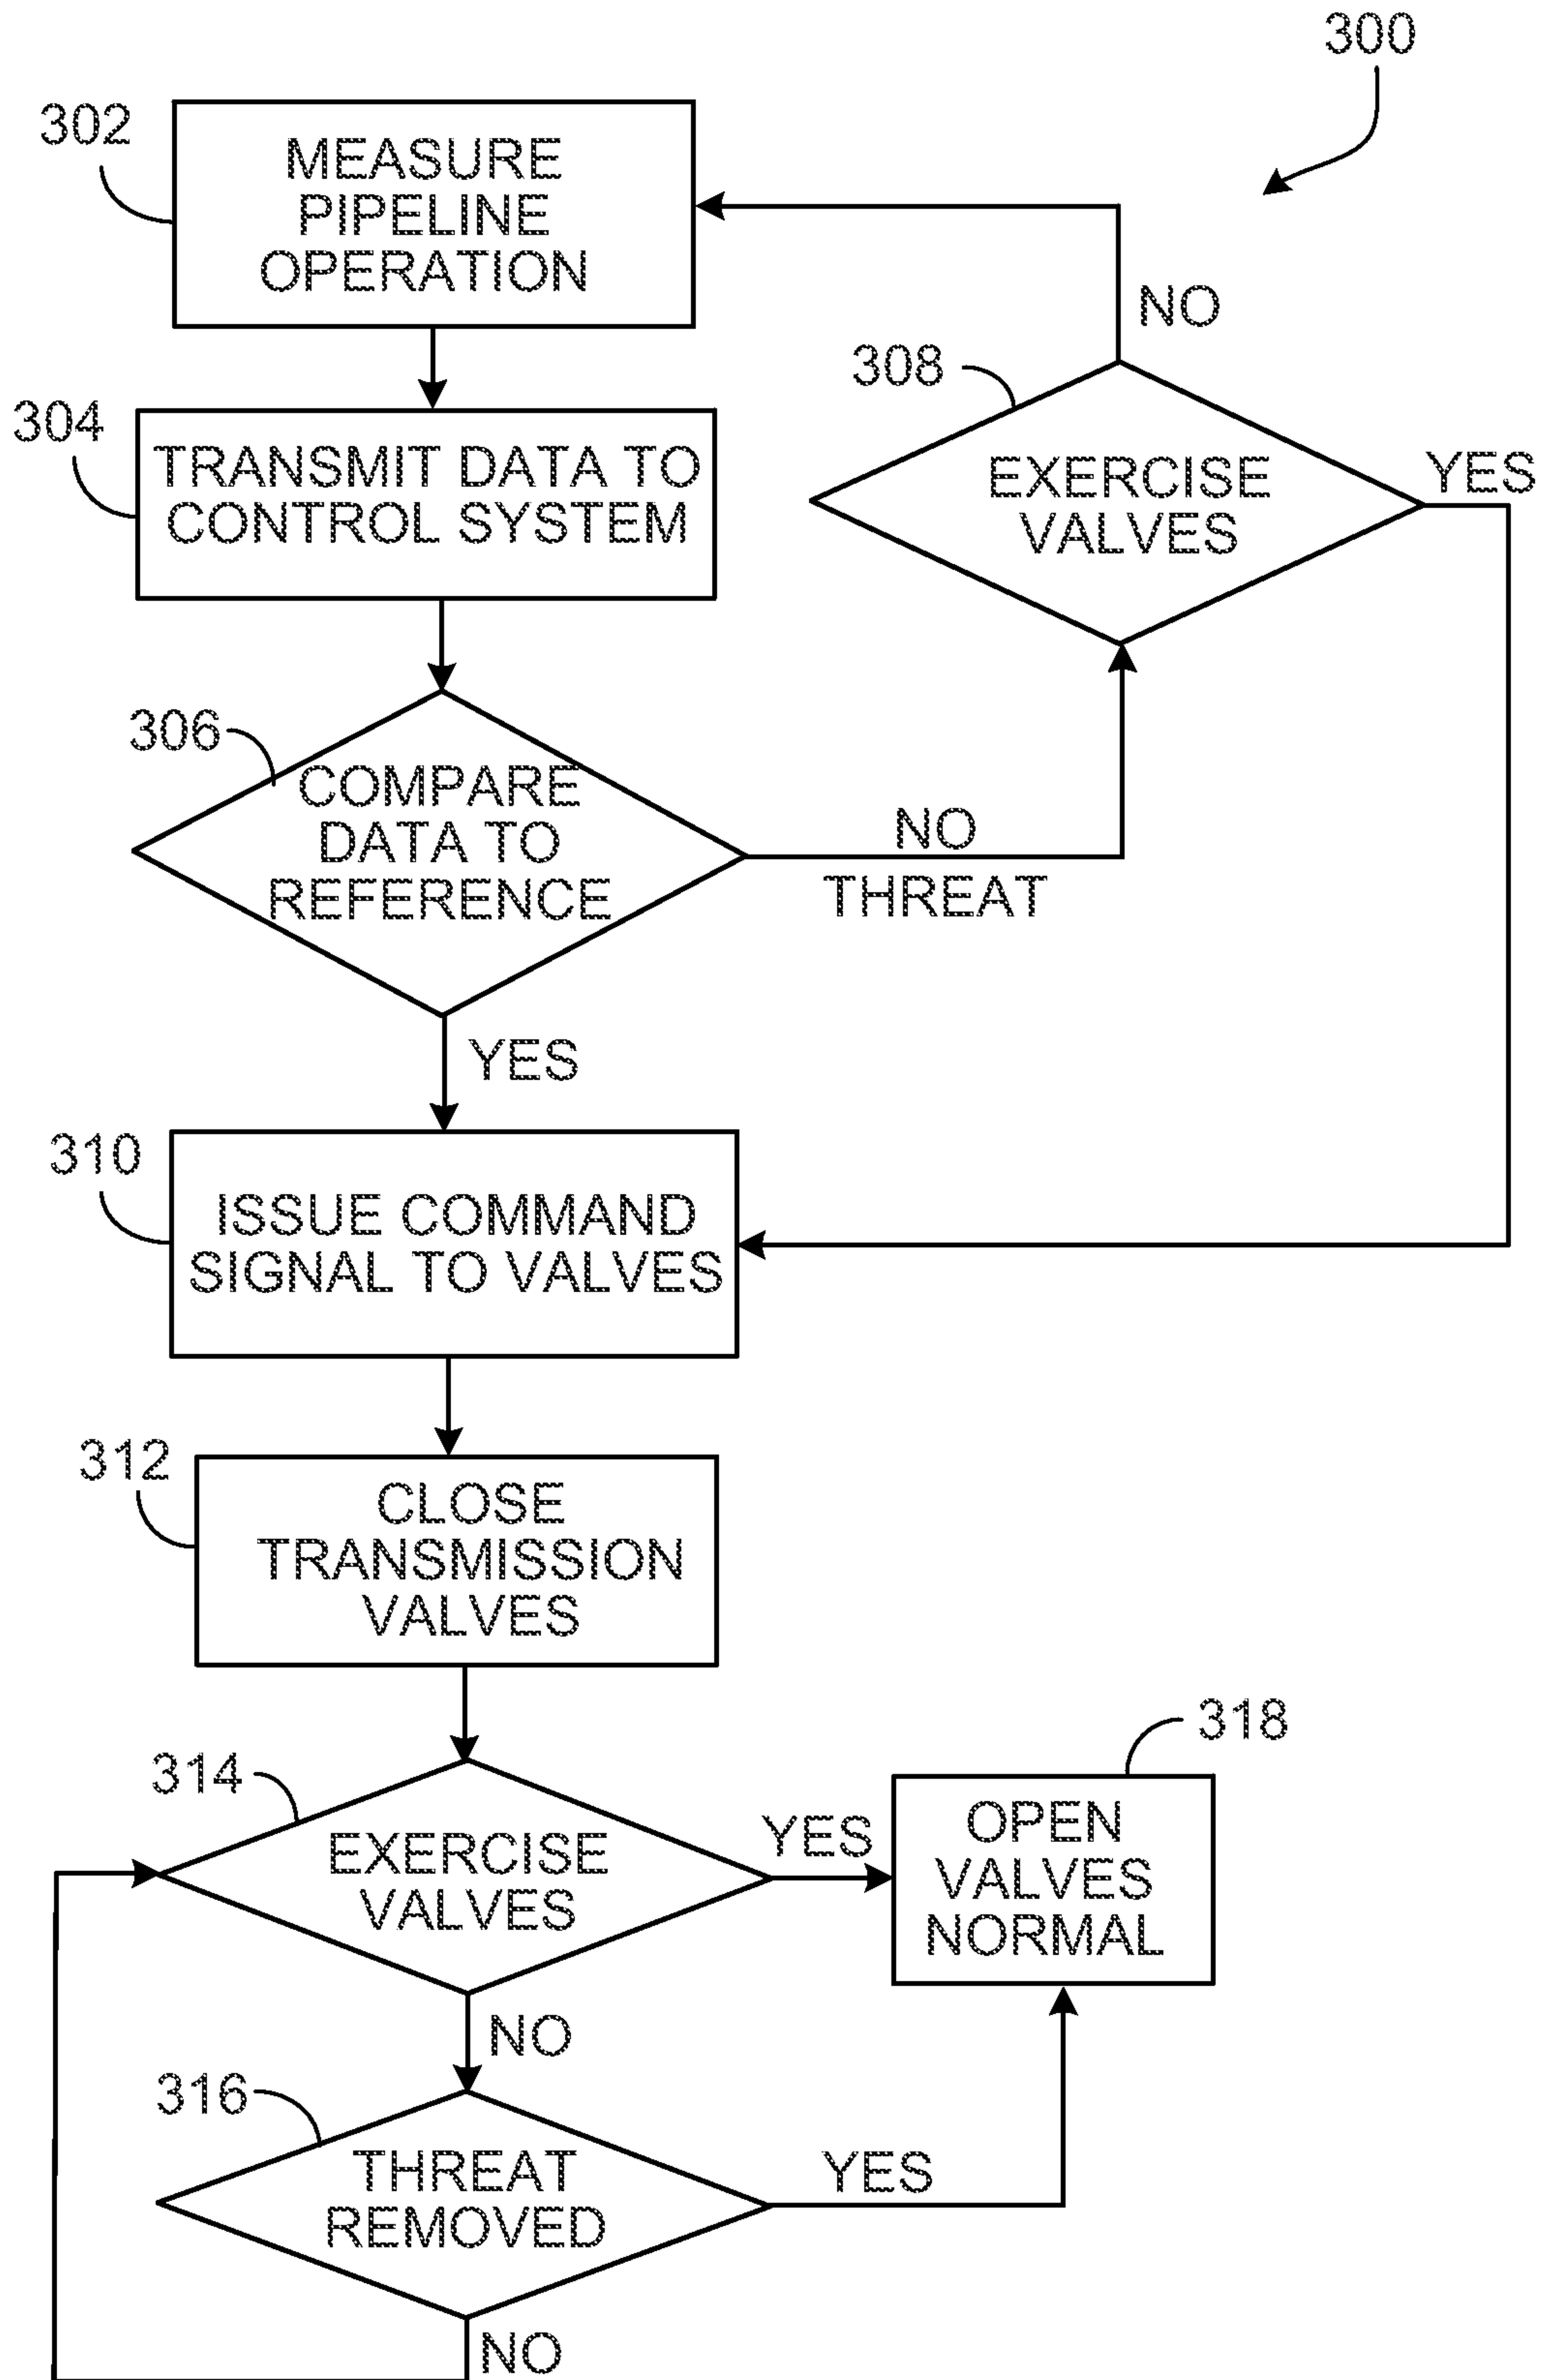 300
302
MEASURE
PIPELINE
OPERATION
NO
308
304
TRANSMIT DATA TO
CONTROL SYSTEM
EXERCISE
VALVES
YES
306
COMPARE
DATA TO
REFERENCE
NO
THREAT
YES
310
ISSUE COMMAND
SIGNAL TO VALVES
312
CLOSE
TRANSMISSION
VALVES
318
314
EXERCISE
VALVES
YES
OPEN
VALVES
NORMAL
NO
316
THREAT
REMOVED
YES
NO